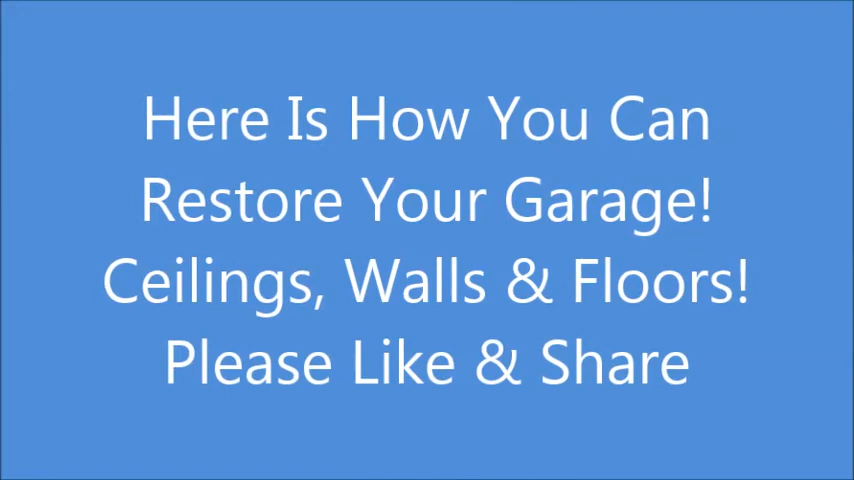 Here Is How You Can
Restore Your Garage!
Ceilings, Walls & Floors!
Please Like & Share